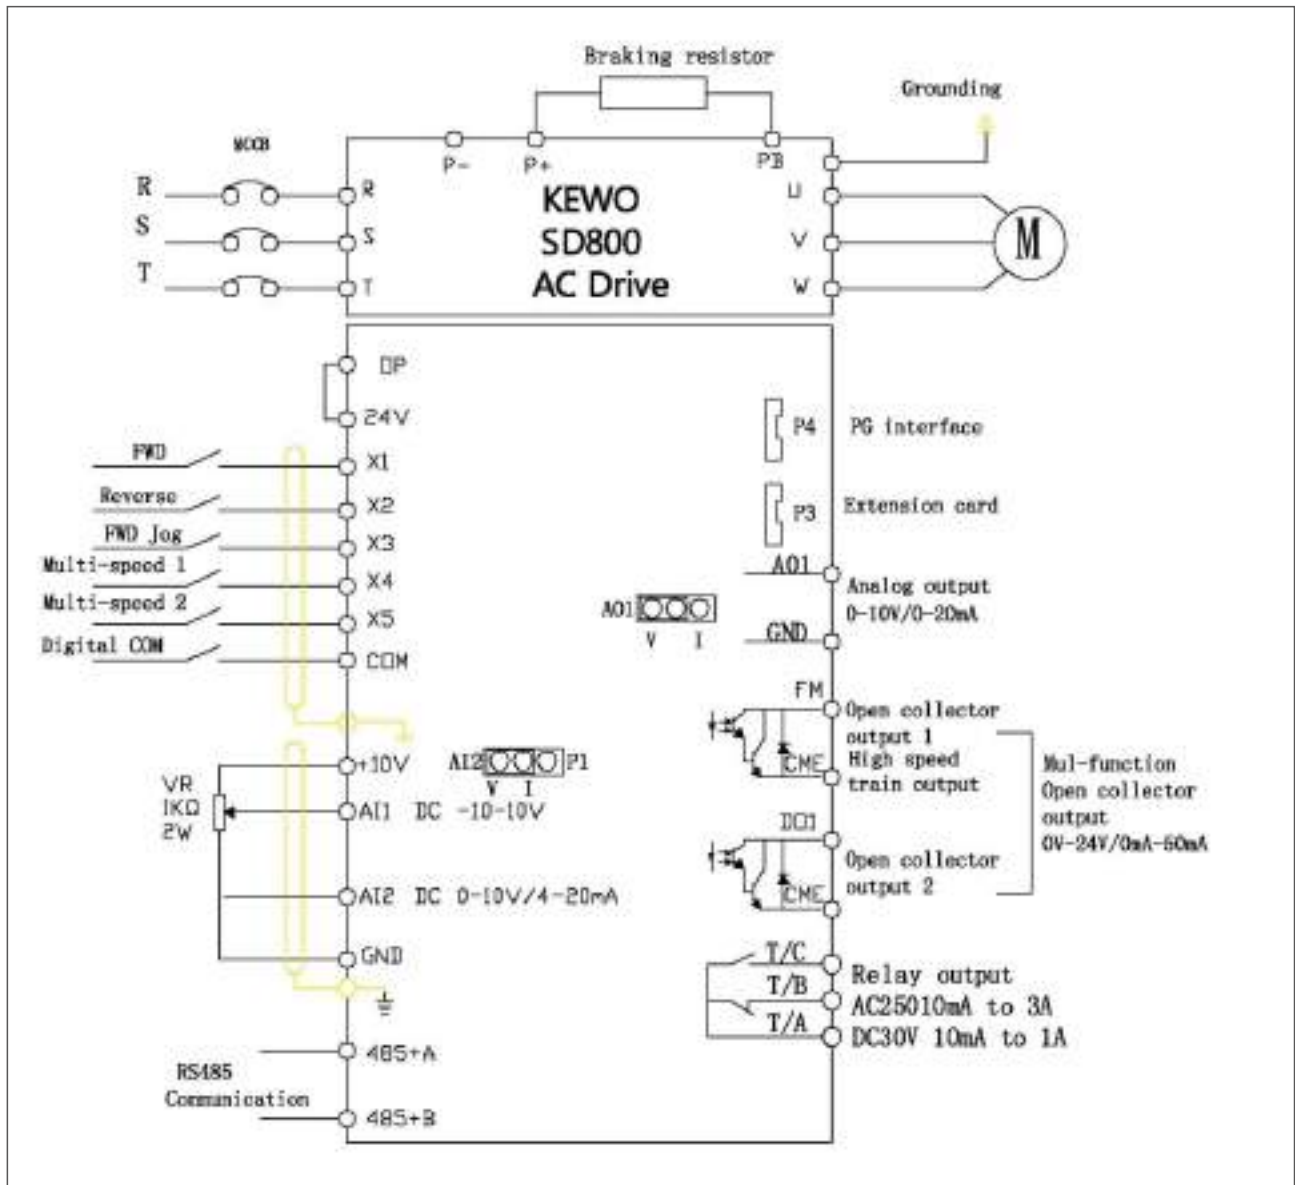 Braking resistor
Grounding
MCCB
P-
P+
PB
R
R
U
KEWO
SD800
AC Drive
S
S
V
M
T
T
W
OP
24V
FWD
X1
P4
PG interface
Reverse
X2
P3
Extension card
FWD Jog
X3
Multi-speed 1
X4
AO1
Analog output
0-10V/0-20mA
Multi-speed 2
X5
AO1
V
I
GND
Digital COM
COM
FM
Open collector
output 1
CME
High speed
train output
Mul-function
Open collector
output
0V-24V/0mA-50mA
+10V
AI2
P1
V
I
VR
1KΩ
2W
AI1
DC
-10-10V
DO1
Open collector
output 2
CME
AI2
DC
0-10V/4-20mA
GND
T/C
T/B
T/A
Relay output
AC25010mA to 3A
DC30V 10mA to 1A
485+A
RS485
Communication
485+B